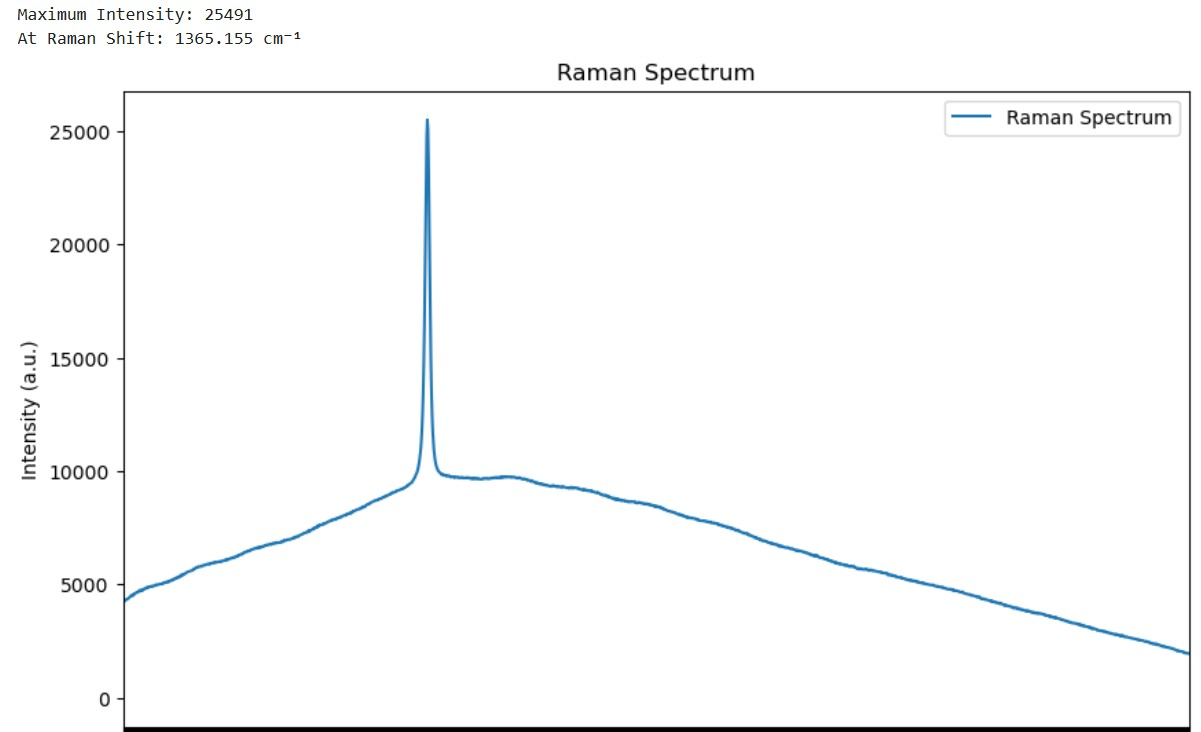 Maximum Intensity: 25491
At Raman Shift: 1365.155 cm⁻¹
Raman Spectrum
Raman Spectrum
25000
20000
15000
10000
5000
0
Intensity (a.u.)